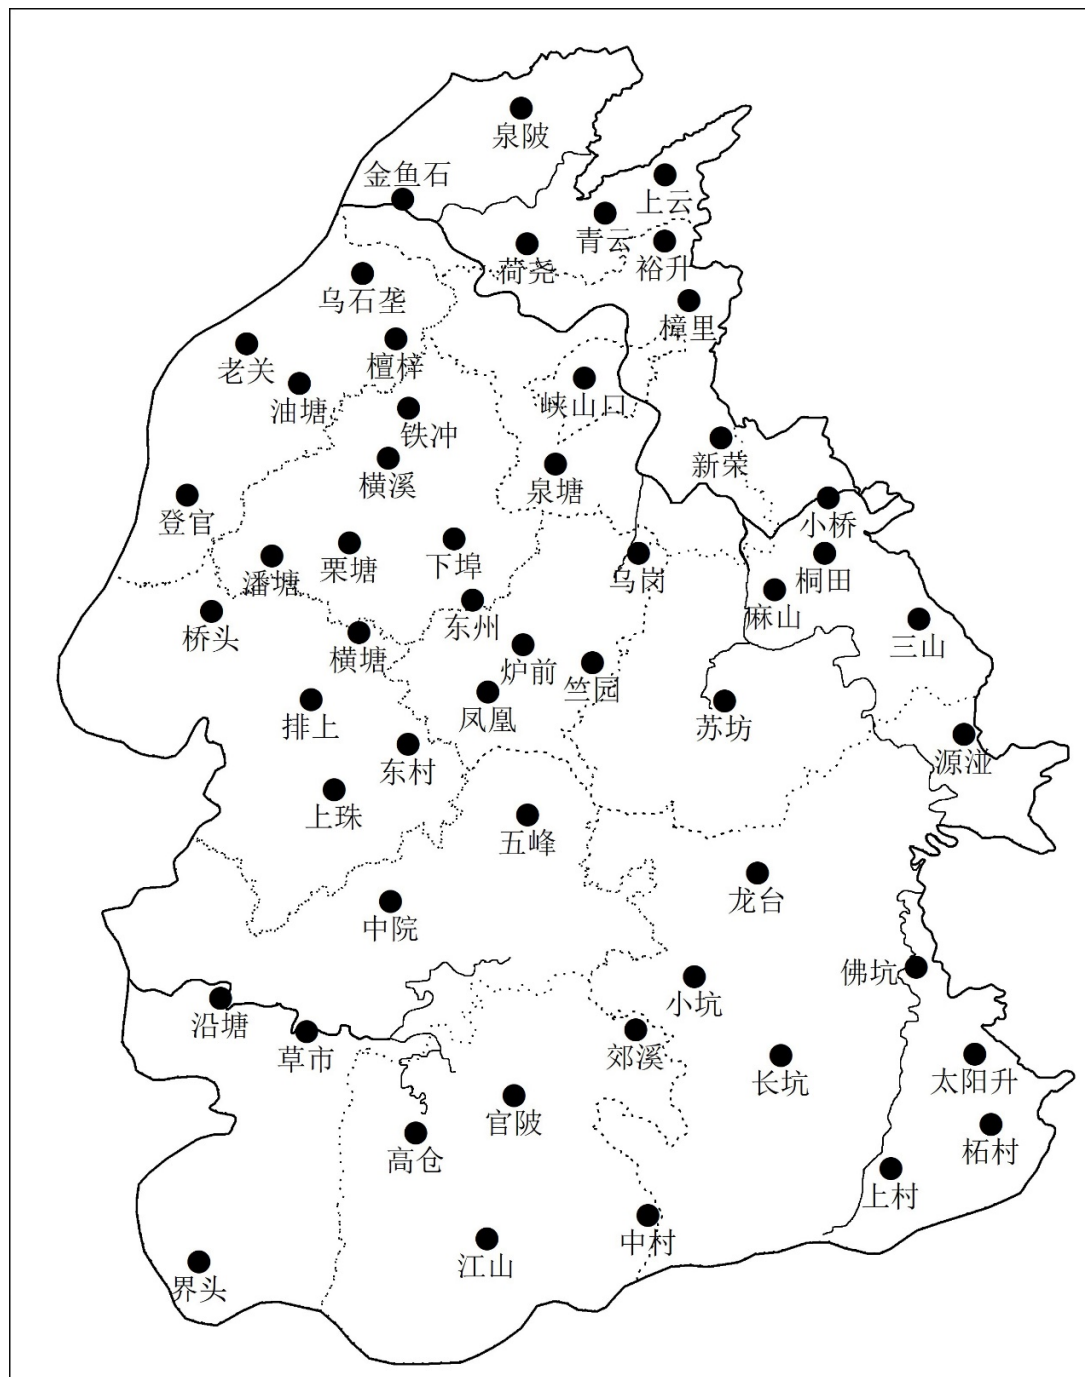 泉陂
金鱼石
上云
青云
荷尧
裕升
乌石垄
樟里
老关
檀梓
油塘
峡山口
铁冲
新荣
横溪
泉塘
登官
小桥
栗塘
下埠
乌岗
潘塘
桐田
麻山
桥头
东州
三山
横塘
炉前
竺园
排上
凤凰
苏坊
东村
源湴
上珠
五峰
龙台
中院
佛坑
小坑
沿塘
草市
郊溪
长坑
太阳升
官陂
高仓
柘村
上村
中村
江山
界头